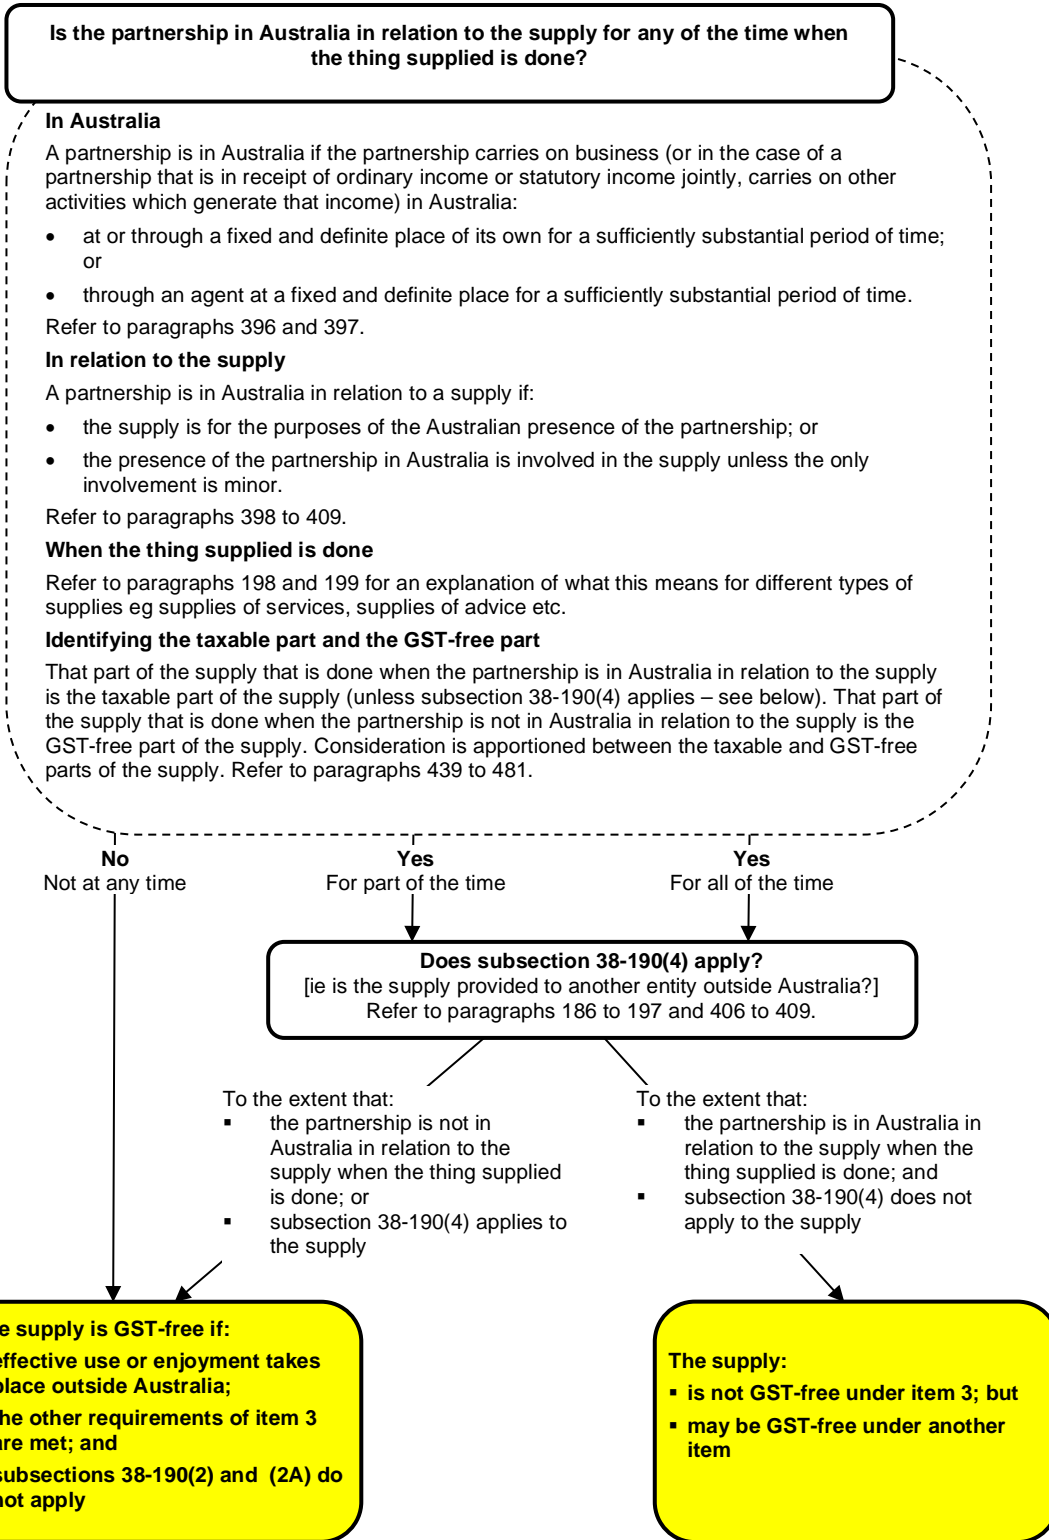 Is the partnership in Australia in relation to the supply for any of the time when
the thing supplied is done?
In Australia
A partnership is in Australia if the partnership carries on business (or in the case of a
partnership that is in receipt of ordinary income or statutory income jointly, carries on other
activities which generate that income) in Australia:
• at or through a fixed and definite place of its own for a sufficiently substantial period of time;
or
• through an agent at a fixed and definite place for a sufficiently substantial period of time.
Refer to paragraphs 396 and 397.
In relation to the supply
A partnership is in Australia in relation to a supply if:
• the supply is for the purposes of the Australian presence of the partnership; or
• the presence of the partnership in Australia is involved in the supply unless the only
involvement is minor.
Refer to paragraphs 398 to 409.
When the thing supplied is done
Refer to paragraphs 198 and 199 for an explanation of what this means for different types of
supplies eg supplies of services, supplies of advice etc.
Identifying the taxable part and the GST-free part
That part of the supply that is done when the partnership is in Australia in relation to the supply
is the taxable part of the supply (unless subsection 38-190(4) applies – see below). That part of
the supply that is done when the partnership is not in Australia in relation to the supply is the
GST-free part of the supply. Consideration is apportioned between the taxable and GST-free
parts of the supply. Refer to paragraphs 439 to 481.
No
Not at any time
Yes
For part of the time
Yes
For all of the time
Does subsection 38-190(4) apply?
[ie is the supply provided to another entity outside Australia?]
Refer to paragraphs 186 to 197 and 406 to 409.
To the extent that:
▪ the partnership is not in
Australia in relation to the
supply when the thing supplied
is done; or
▪ subsection 38-190(4) applies to
the supply
To the extent that:
▪ the partnership is in Australia in
relation to the supply when the
thing supplied is done; and
▪ subsection 38-190(4) does not
apply to the supply
e supply is GST-free if:
effective use or enjoyment takes
place outside Australia;
the other requirements of item 3
are met; and
subsections 38-190(2) and (2A) do
not apply
The supply:
▪ is not GST-free under item 3; but
▪ may be GST-free under another
item